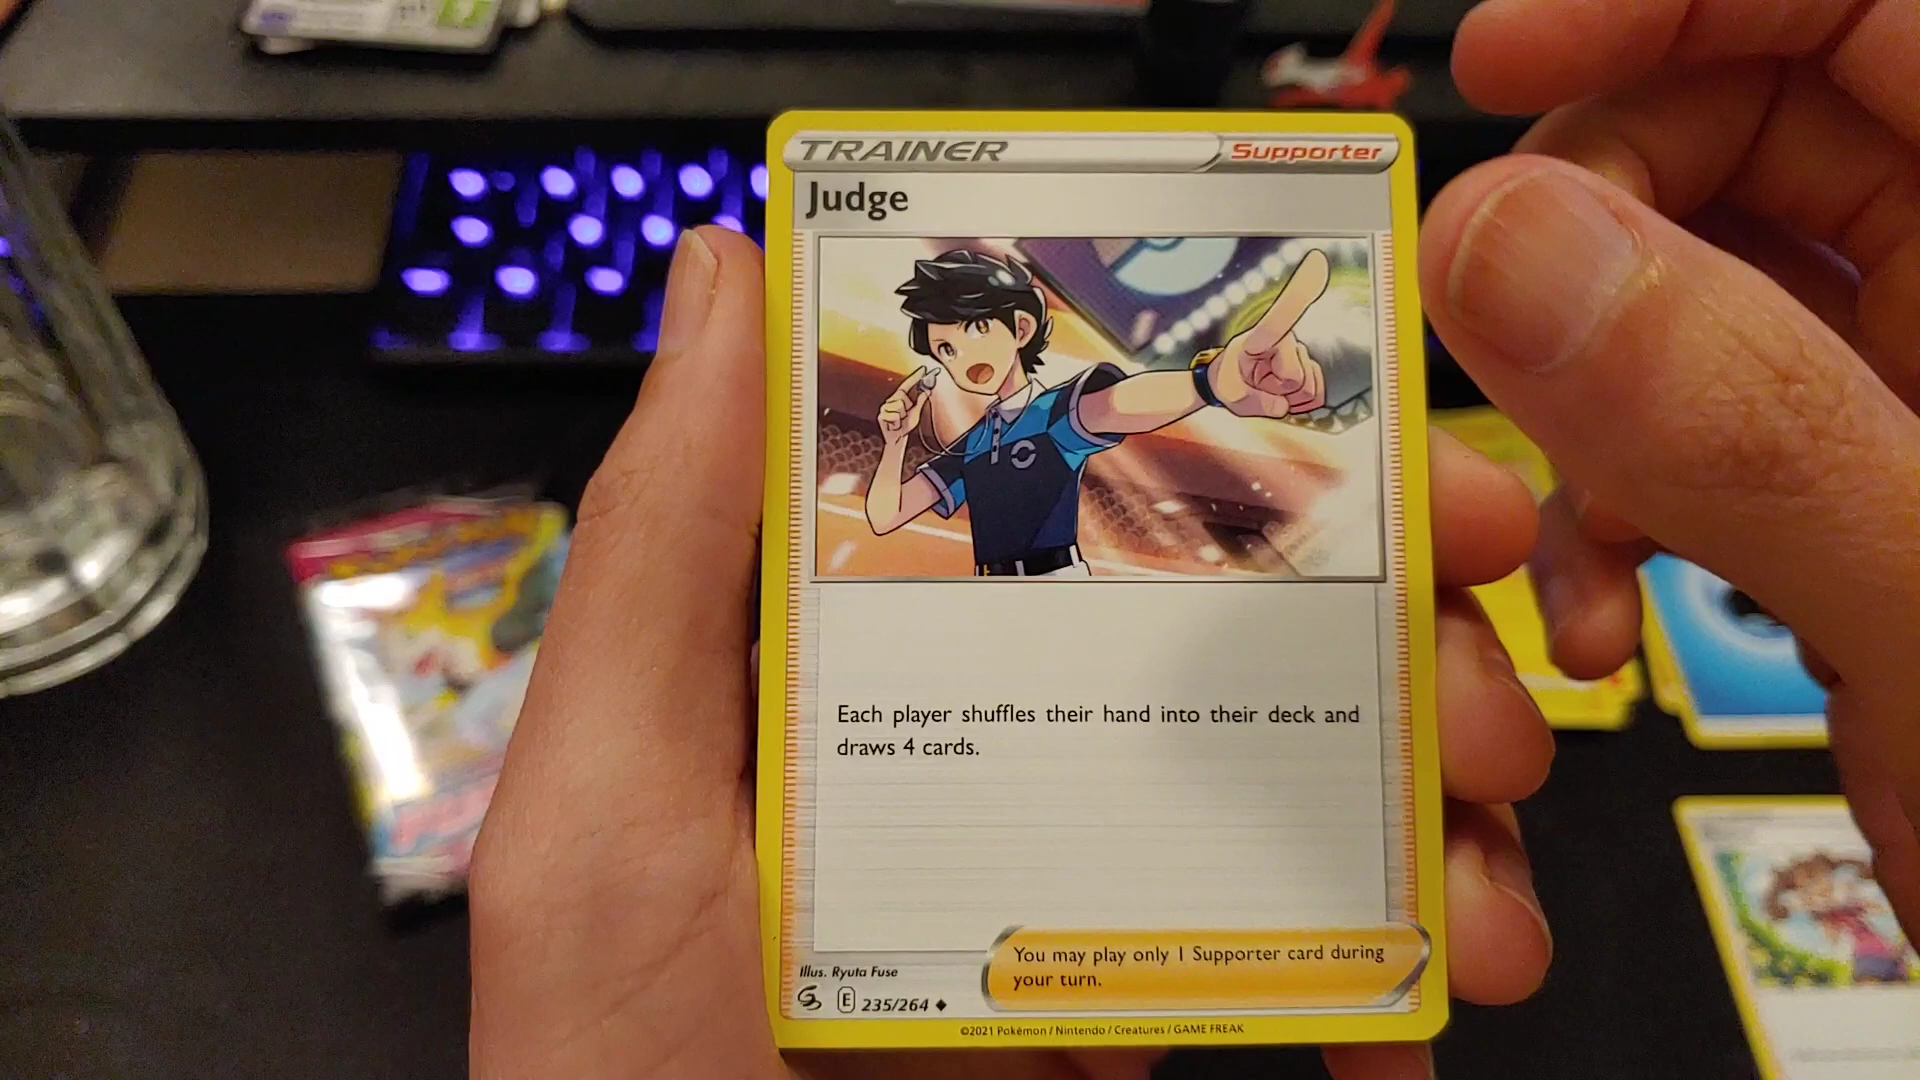 TRAINER
Supporter
Judge
Each player shuffles their hand into their deck and
draws 4 cards.
You may play only 1 Supporter card during
your turn.
Illus. Ryuta Fuse
E 235/264
©2021 Pokémon / Nintendo / Creatures / GAME FREAK